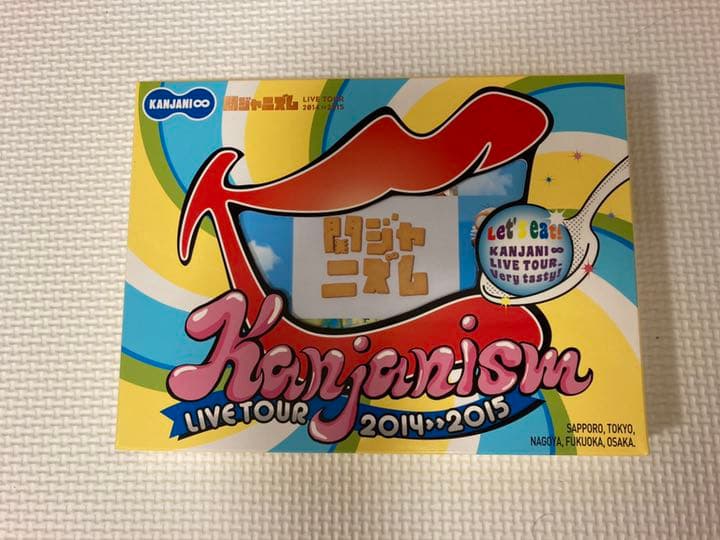 KANJANI∞
関ジャニズム
LIVE TOUR
2014››2015
関ジャ
ニズム
Let's eat!
KANJANI∞
LIVE TOUR.
Very tasty!
Kanjanism
LIVE TOUR 2014››2015
SAPPORO, TOKYO,
NAGOYA, FUKUOKA, OSAKA.